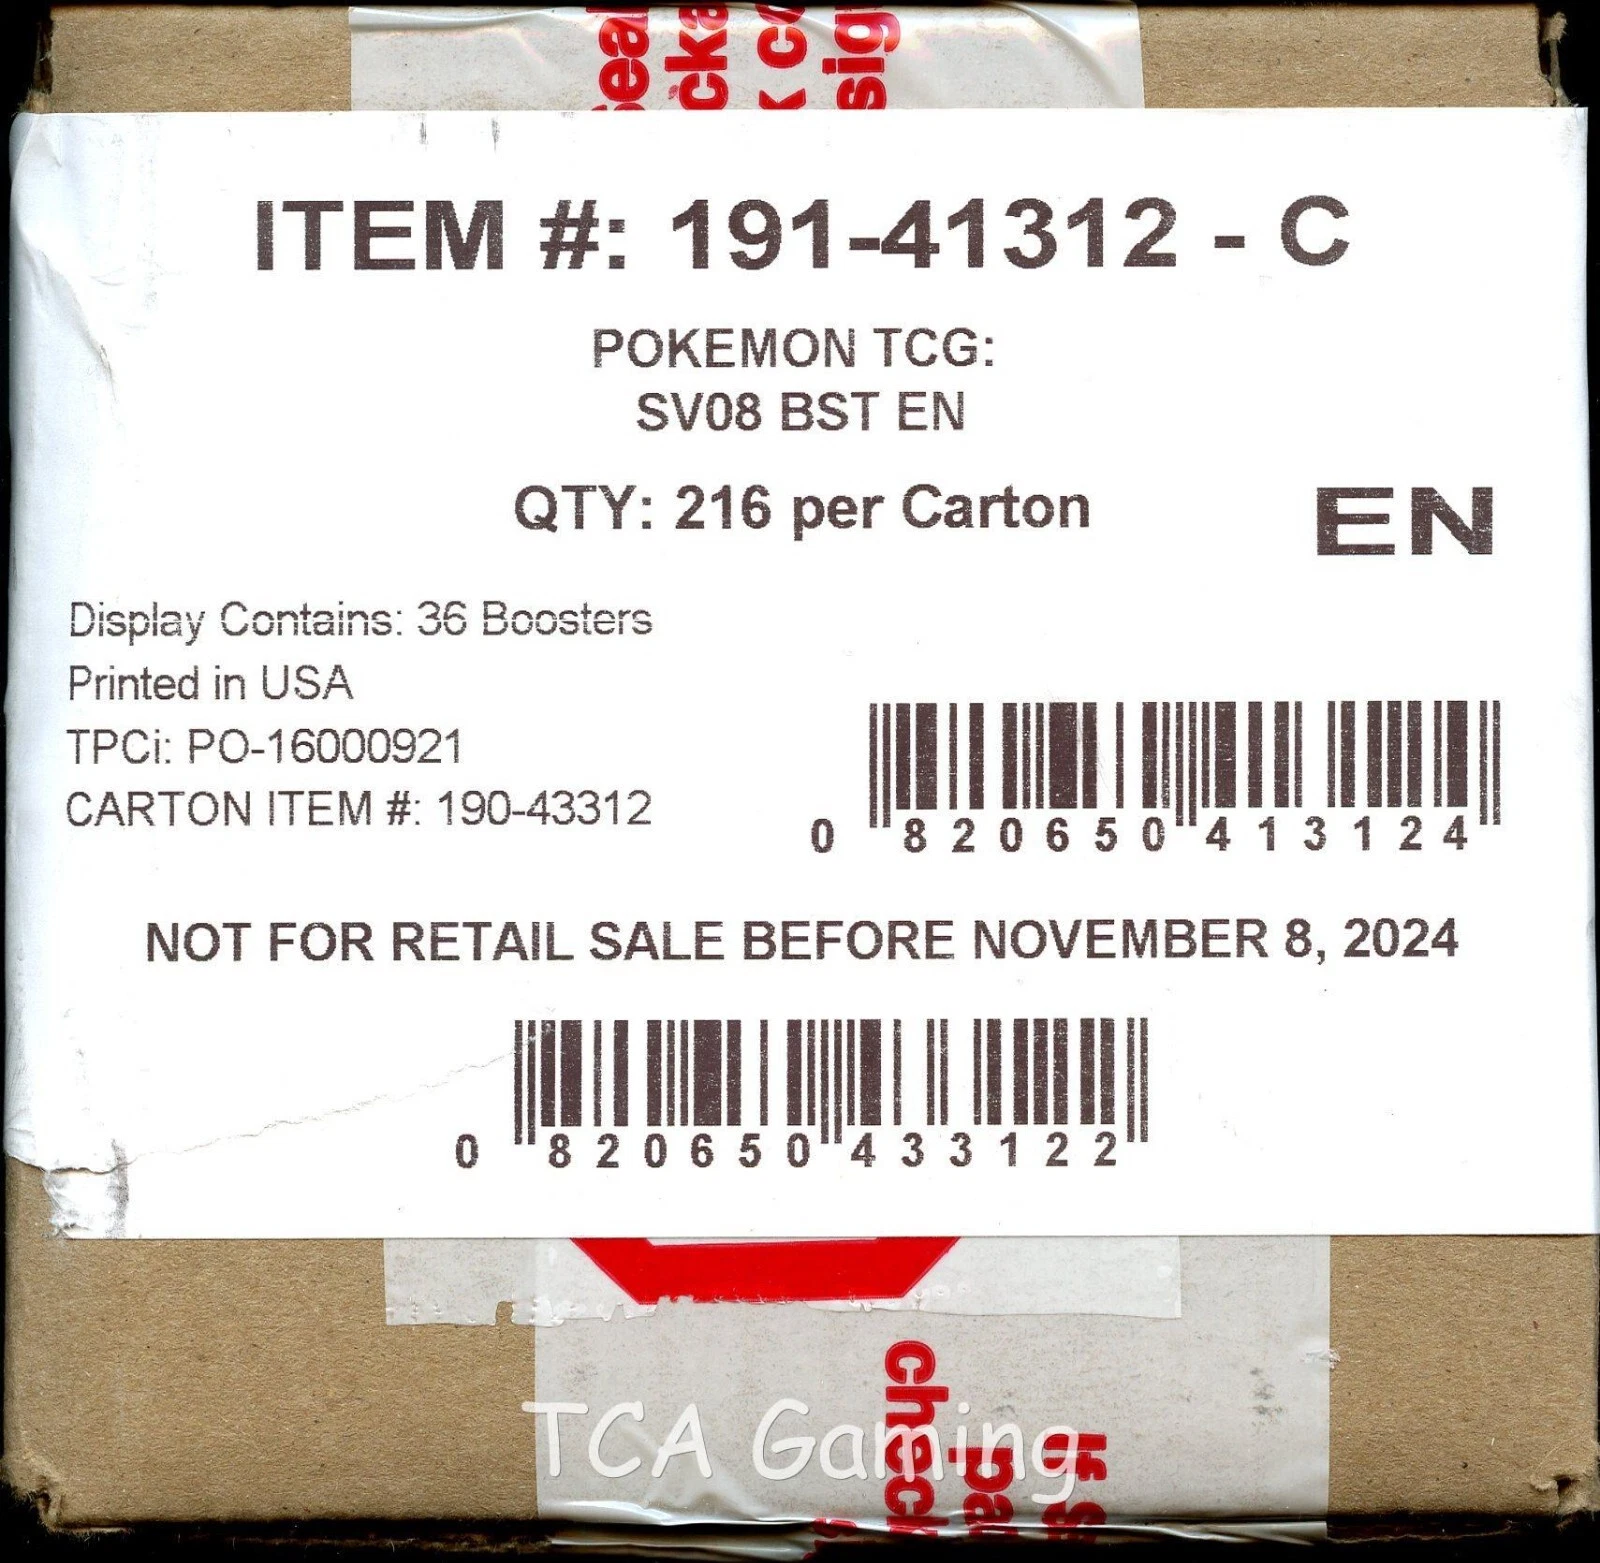 ITEM #: 191-41312 - C
POKEMON TCG:
SV08 BST EN
QTY: 216 per Carton
EN
Display Contains: 36 Boosters
Printed in USA
TPCi: PO-16000921
CARTON ITEM #: 190-43312
0 820650 413124
NOT FOR RETAIL SALE BEFORE NOVEMBER 8, 2024
0 820650 433122
check
If
TCA Gaming